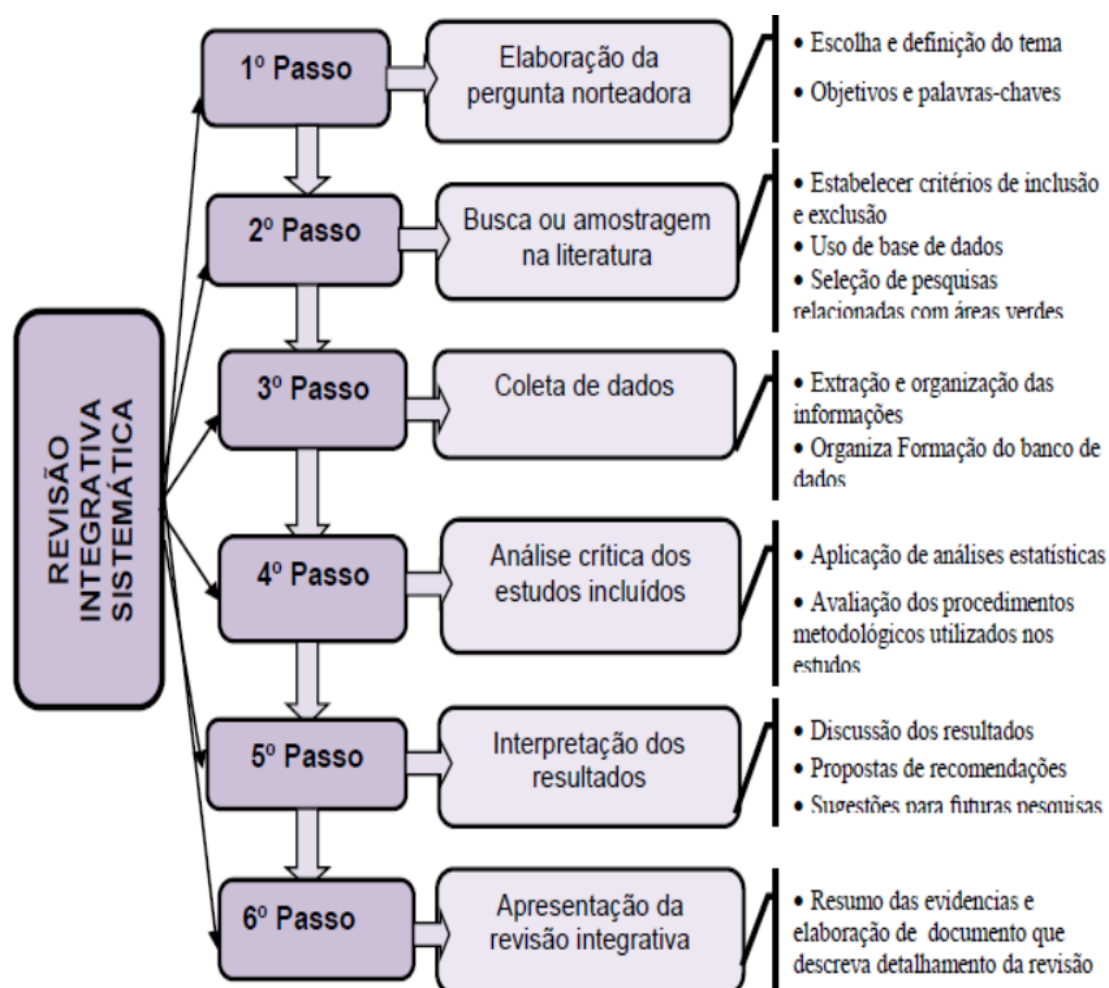 REVISÃO
INTEGRATIVA
SISTEMÁTICA
1º Passo
Elaboração da
pergunta norteadora
• Escolha e definição do tema
• Objetivos e palavras-chaves
2º Passo
Busca ou amostragem
na literatura
• Estabelecer critérios de inclusão
e exclusão
• Uso de base de dados
• Seleção de pesquisas
relacionadas com áreas verdes
3º Passo
Coleta de dados
• Extração e organização das
informações
• Organiza Formação do banco de
dados
4º Passo
Análise crítica dos
estudos incluídos
• Aplicação de análises estatísticas
• Avaliação dos procedimentos
metodológicos utilizados nos
estudos
5º Passo
Interpretação dos
resultados
• Discussão dos resultados
• Propostas de recomendações
• Sugestões para futuras pesquisas
6º Passo
Apresentação da
revisão integrativa
• Resumo das evidencias e
elaboração de documento que
descreva detalhamento da revisão